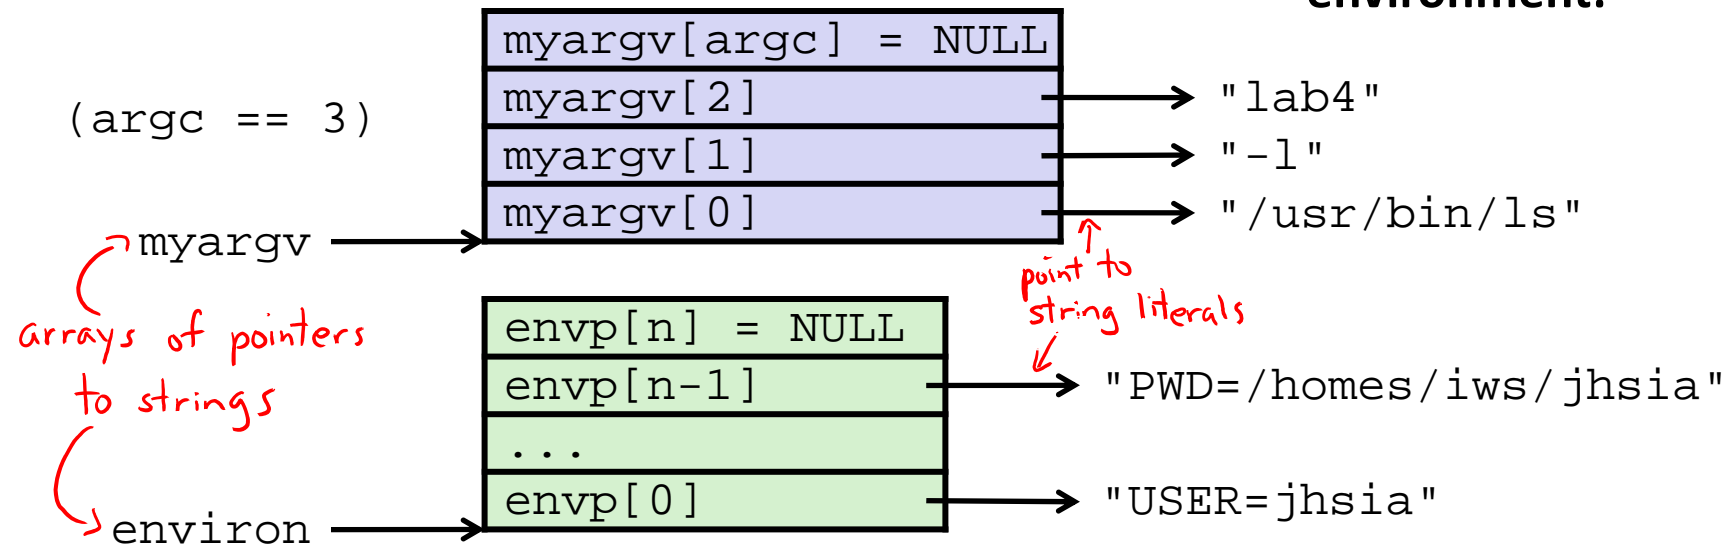 environment:
myargv[argc] = NULL
(argc == 3)
myargv[2]
"lab4"
myargv[1]
"-l"
myargv[0]
"/usr/bin/ls"
myargv
point to
string literals
arrays of pointers
to strings
envp[n] = NULL
envp[n-1]
"PWD=/homes/iws/jhsia"
...
envp[0]
"USER=jhsia"
environ